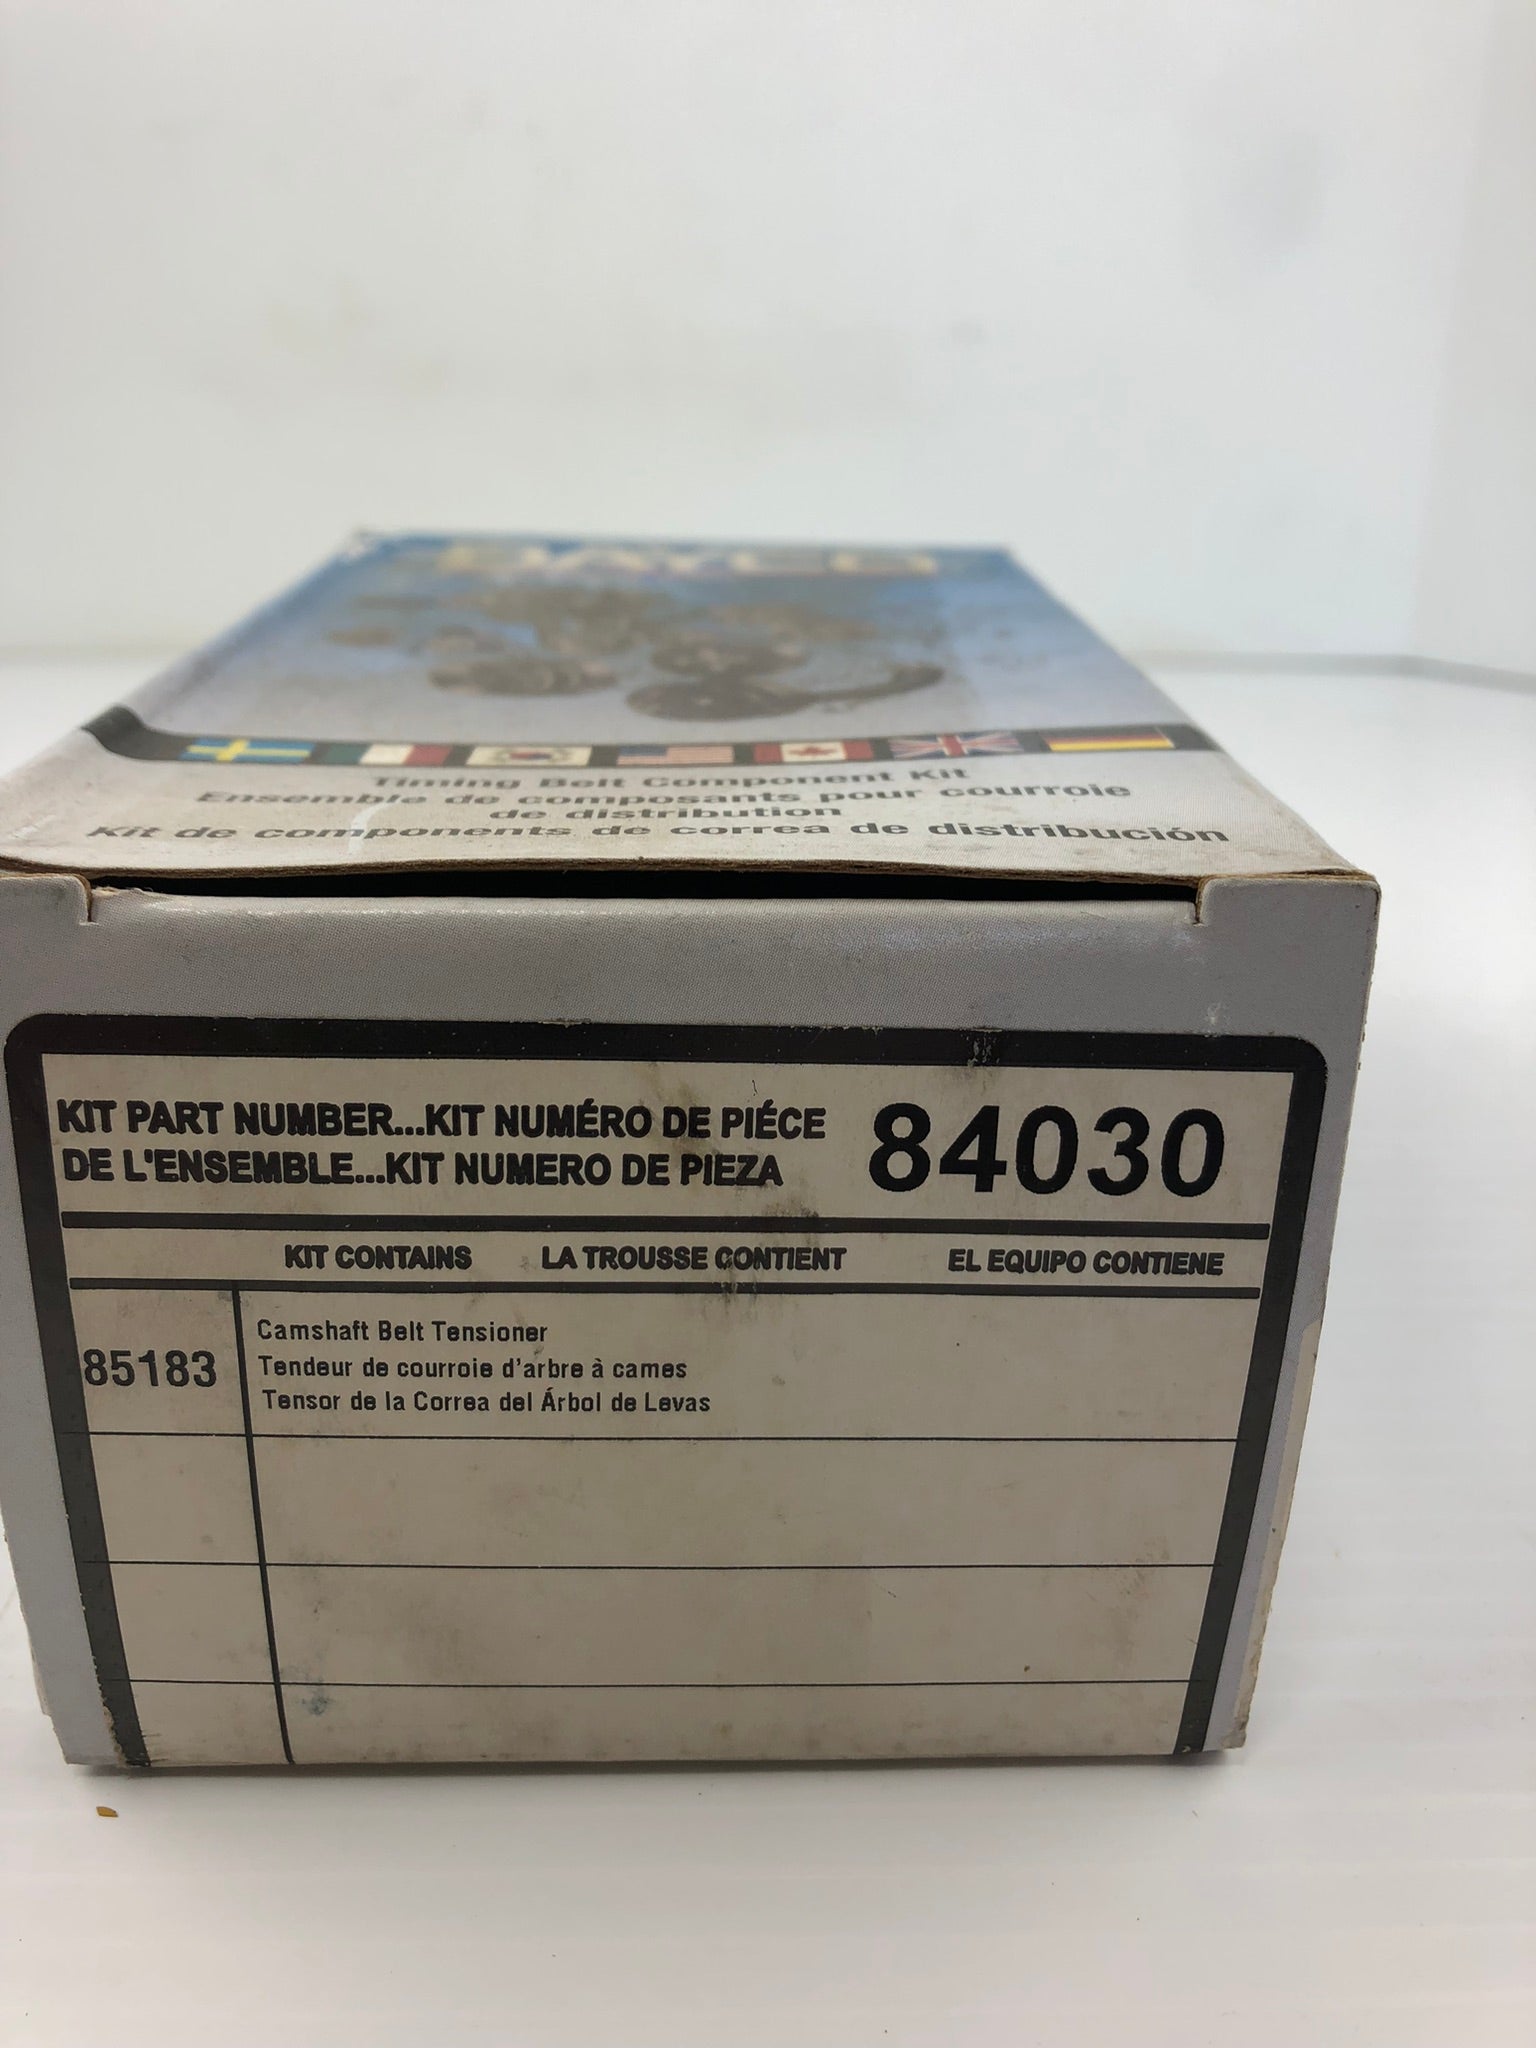 DAYCO
Timing Belt Component Kit
Ensemble de composants pour courroie
de distribution
Kit de componentes de correa de distribución
KIT PART NUMBER...KIT NUMÉRO DE PIÉCE
DE L'ENSEMBLE...KIT NUMERO DE PIEZA
84030
KIT CONTAINS LA TROUSSE CONTIENT EL EQUIPO CONTIENE
85183
Camshaft Belt Tensioner
Tendeur de courroie d'arbre à cames
Tensor de la Correa del Árbol de Levas